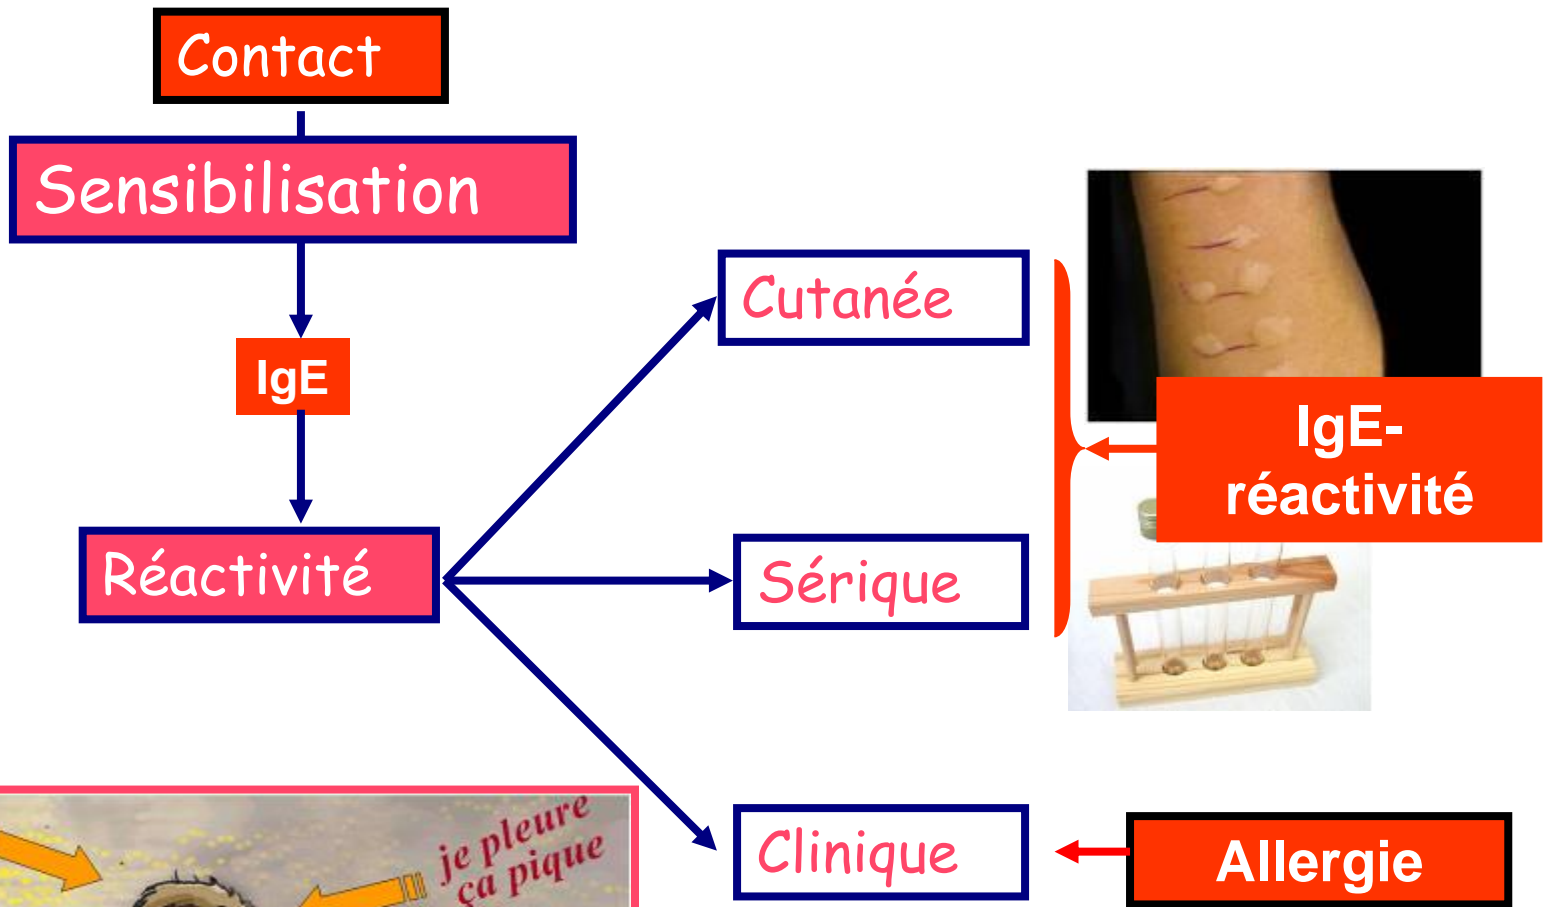 Contact
Sensibilisation
IgE
Réactivité
Cutanée
Sérique
Clinique
IgE-
réactivité
Allergie
je pleure
ça pique